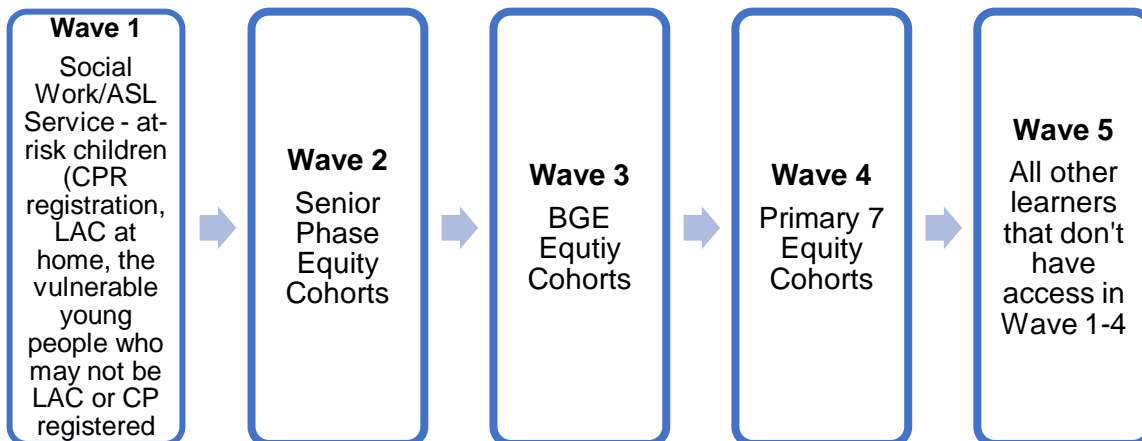 Wave 1
Social
Work/ASL
Service - at-
risk children
(CPR
registration,
LAC at
home, the
vulnerable
young
people who
may not be
LAC or CP
registered
Wave 2
Senior
Phase
Equity
Cohorts
Wave 3
BGE
Equtiy
Cohorts
Wave 4
Primary 7
Equity
Cohorts
Wave 5
All other
learners
that don't
have
access in
Wave 1-4